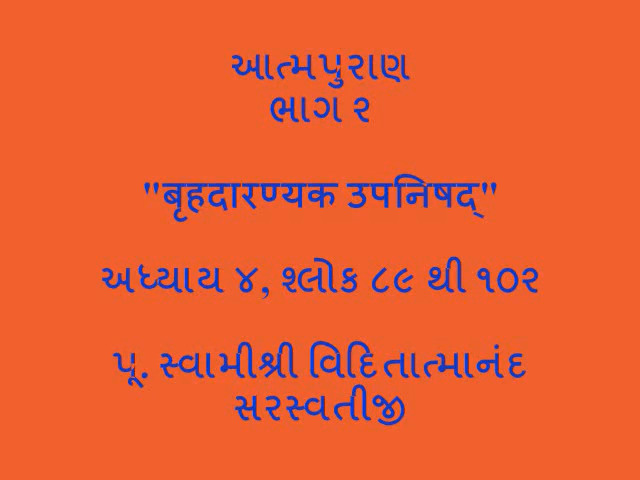 આત્મપુરાણ
ભાગ ૨
"बृहदारण्यक उपनिषद्"
અધ્યાય ૪, શ્લોક ૮૯ થી ૧૦૨
પૂ. સ્વામીશ્રી વિદિતાત્માનંદ
સરસ્વતીજી